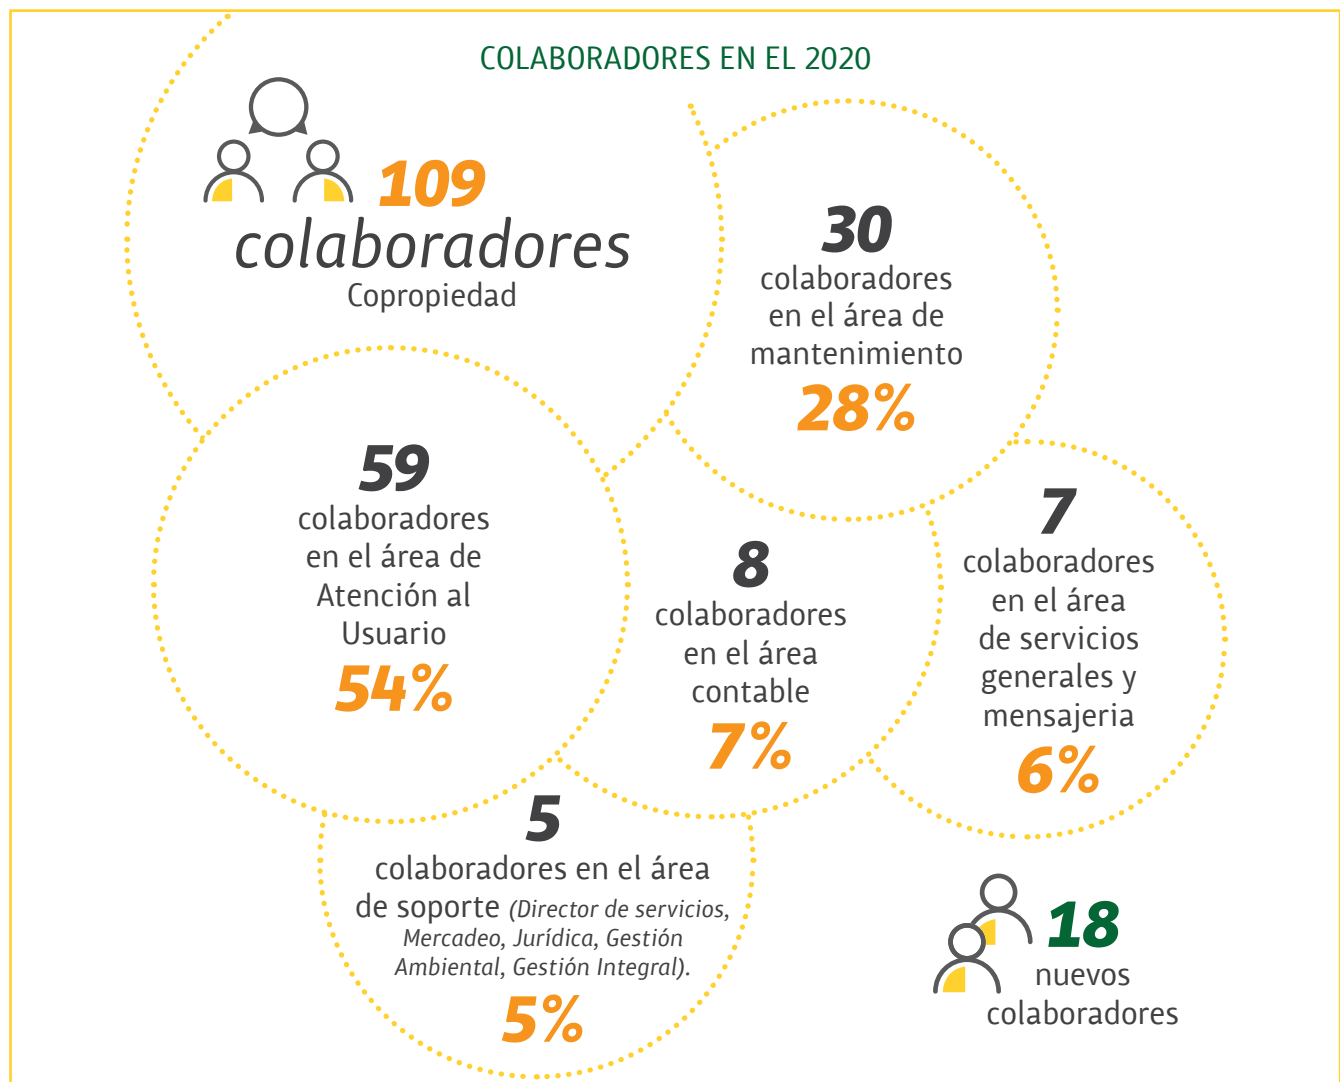 COLABORADORES EN EL 2020
109
colaboradores
Copropiedad
30
colaboradores
en el área de
mantenimiento
28%
59
colaboradores
en el área de
Atención al
Usuario
54%
8
colaboradores
en el área
contable
7%
7
colaboradores
en el área
de servicios
generales y
mensajeria
6%
5
colaboradores en el área
de soporte (Director de servicios,
Mercadeo, Jurídica, Gestión
Ambiental, Gestión Integral).
5%
18
nuevos
colaboradores